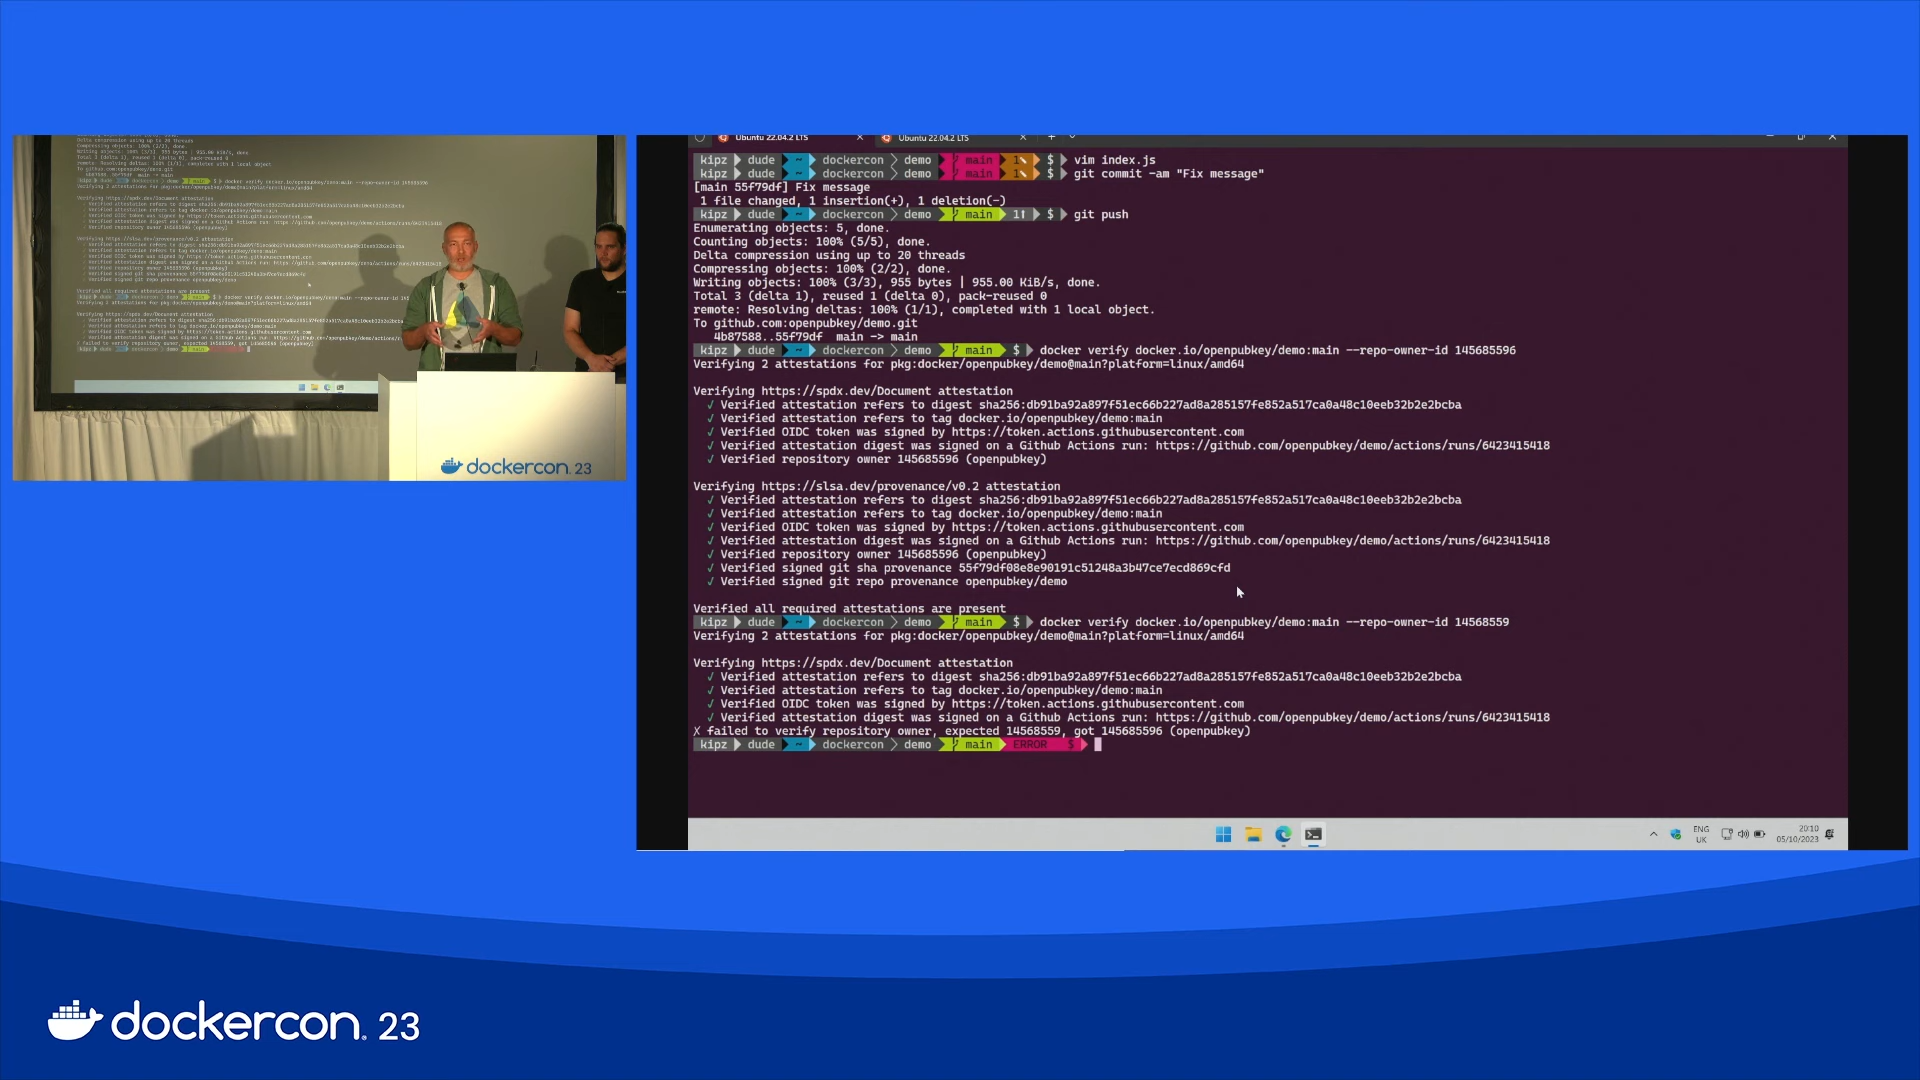 Ubuntu 22.04.2 LTS
Ubuntu 22.04.2 LTS
kipz dude ~ dockercon demo main 1 $ vim index.js
kipz dude ~ dockercon demo main 1 $ git commit -am "Fix message"
[main 55f79df] Fix message
1 file changed, 1 insertion(+), 1 deletion(-)
kipz dude ~ dockercon demo main 1↑ $ git push
Enumerating objects: 5, done.
Counting objects: 100% (5/5), done.
Delta compression using up to 20 threads
Compressing objects: 100% (2/2), done.
Writing objects: 100% (3/3), 955 bytes | 955.00 KiB/s, done.
Total 3 (delta 1), reused 1 (delta 0), pack-reused 0
remote: Resolving deltas: 100% (1/1), completed with 1 local object.
To github.com:openpubkey/demo.git
4b87588..55f79df main -> main
kipz dude ~ dockercon demo main $ docker verify docker.io/openpubkey/demo:main --repo-owner-id 145685596
Verifying 2 attestations for pkg:docker/openpubkey/demo@main?platform=linux/amd64
Verifying https://spdx.dev/Document attestation
√ Verified attestation refers to digest sha256:db91ba92a897f51ec66b227ad8a285157fe852a517ca0a48c10eeb32b2e2bcba
√ Verified attestation refers to tag docker.io/openpubkey/demo:main
√ Verified OIDC token was signed by https://token.actions.githubusercontent.com
√ Verified attestation digest was signed on a Github Actions run: https://github.com/openpubkey/demo/actions/runs/6423415418
√ Verified repository owner 145685596 (openpubkey)
Verifying https://slsa.dev/provenance/v0.2 attestation
√ Verified attestation refers to digest sha256:db91ba92a897f51ec66b227ad8a285157fe852a517ca0a48c10eeb32b2e2bcba
√ Verified attestation refers to tag docker.io/openpubkey/demo:main
√ Verified OIDC token was signed by https://token.actions.githubusercontent.com
√ Verified attestation digest was signed on a Github Actions run: https://github.com/openpubkey/demo/actions/runs/6423415418
√ Verified repository owner 145685596 (openpubkey)
√ Verified signed git sha provenance 55f79df08e8e90191c51248a3b47ce7ecd869cfd
√ Verified signed git repo provenance openpubkey/demo
Verified all required attestations are present
kipz dude ~ dockercon demo main $ docker verify docker.io/openpubkey/demo:main --repo-owner-id 14568559
Verifying 2 attestations for pkg:docker/openpubkey/demo@main?platform=linux/amd64
Verifying https://spdx.dev/Document attestation
√ Verified attestation refers to digest sha256:db91ba92a897f51ec66b227ad8a285157fe852a517ca0a48c10eeb32b2e2bcba
√ Verified attestation refers to tag docker.io/openpubkey/demo:main
√ Verified OIDC token was signed by https://token.actions.githubusercontent.com
√ Verified attestation digest was signed on a Github Actions run: https://github.com/openpubkey/demo/actions/runs/6423415418
X failed to verify repository owner, expected 14568559, got 145685596 (openpubkey)
kipz dude ~ dockercon demo main ERROR $
ENG
UK
20:10
05/10/2023
dockercon. 23
dockercon. 23